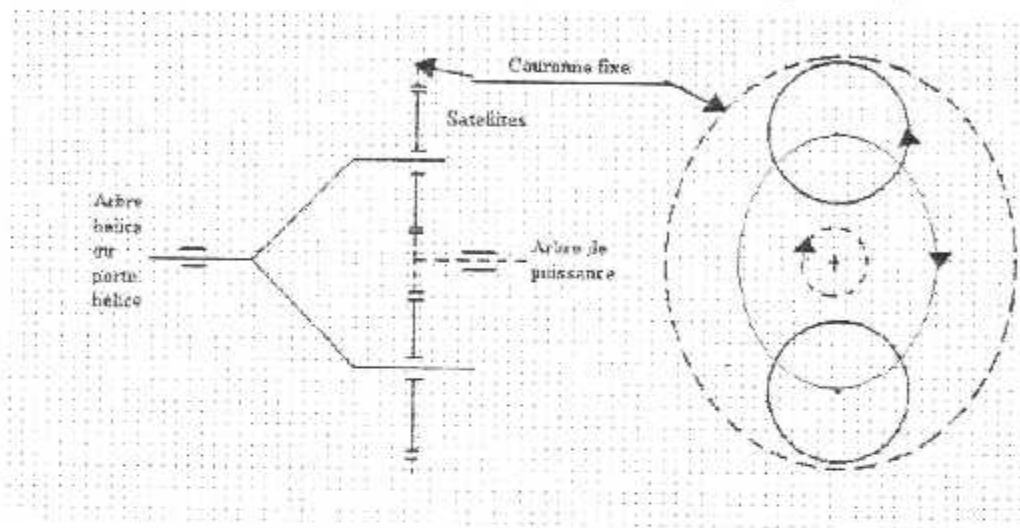 Couronne fixe
Satellites
Arbre
hélice
ou
porte
hélice
Arbre de
puissance